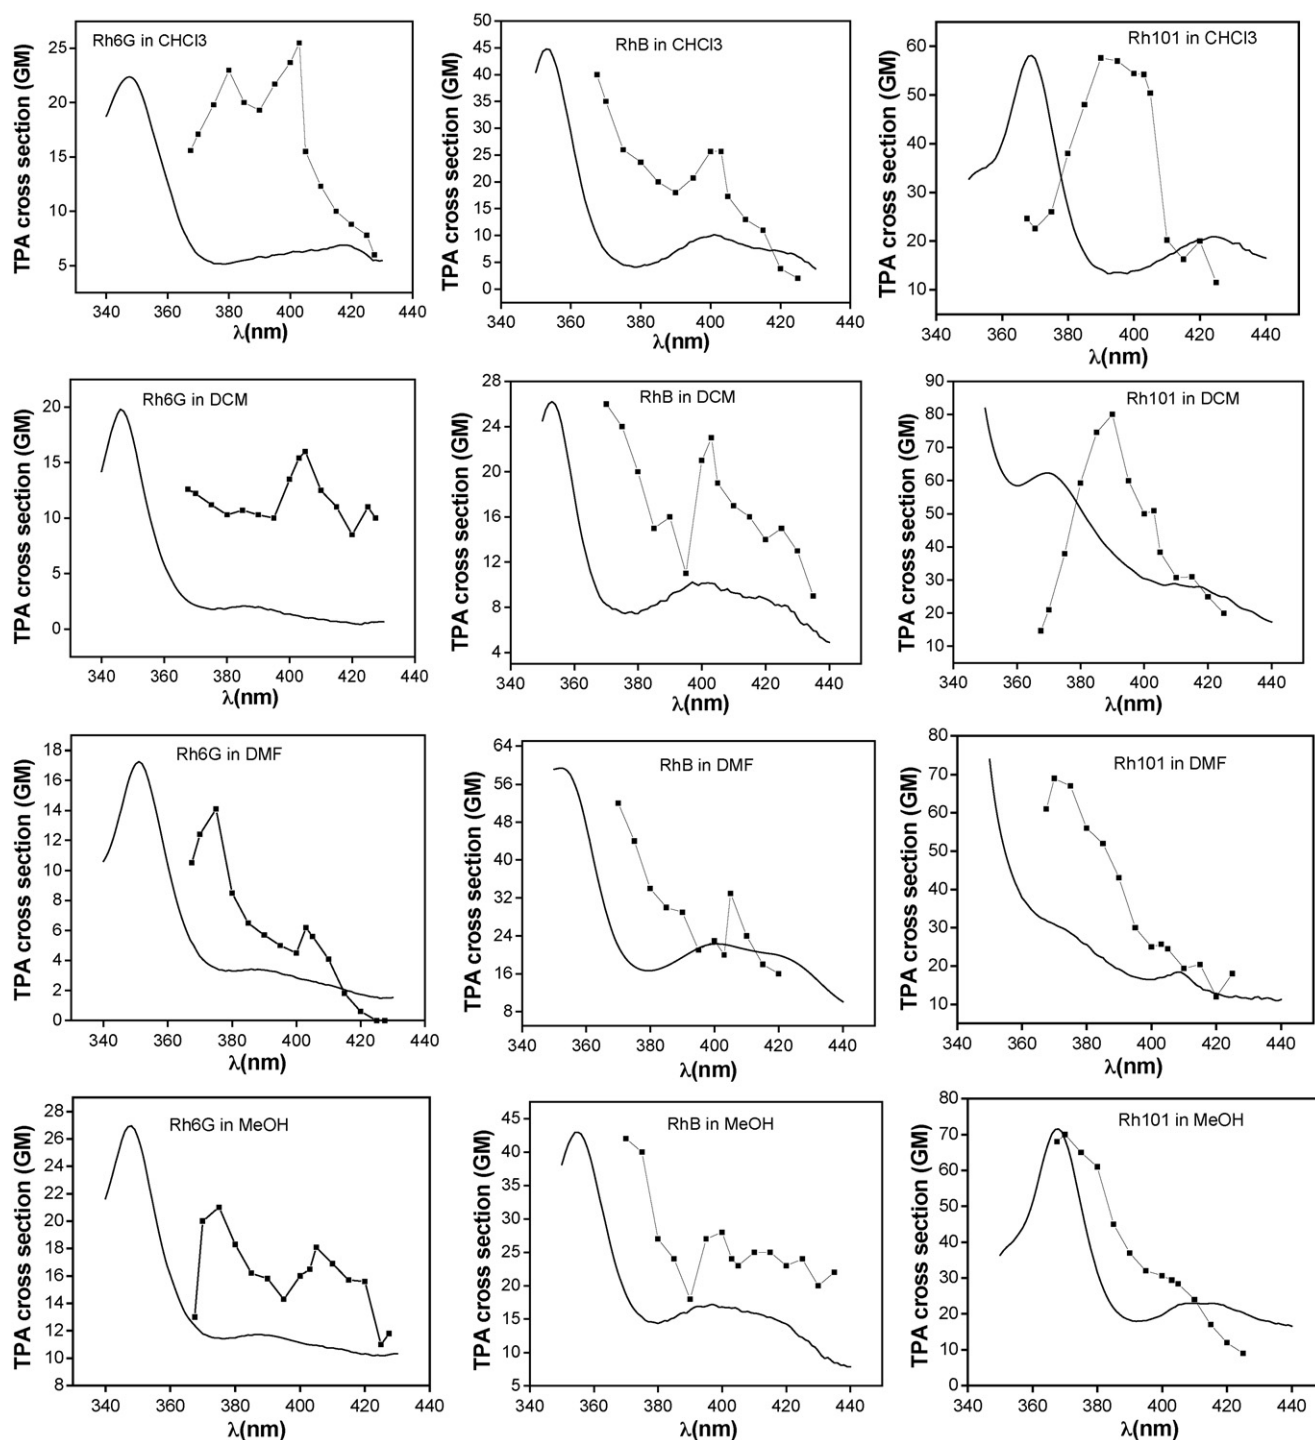 Rh6G in CHCl3
TPA cross section (GM)
25
20
15
10
5
340 360 380 400 420 440
λ(nm)
RhB in CHCl3
TPA cross section (GM)
50
45
40
35
30
25
20
15
10
5
0
340 360 380 400 420 440
λ(nm)
Rh101 in CHCl3
TPA cross section (GM)
60
50
40
30
20
10
340 360 380 400 420 440
λ(nm)
Rh6G in DCM
TPA cross section (GM)
20
15
10
5
0
340 360 380 400 420 440
λ(nm)
RhB in DCM
TPA cross section (GM)
28
24
20
16
12
8
4
340 360 380 400 420 440
λ(nm)
Rh101 in DCM
TPA cross section (GM)
90
80
70
60
50
40
30
20
10
340 360 380 400 420 440
λ(nm)
Rh6G in DMF
TPA cross section (GM)
18
16
14
12
10
8
6
4
2
0
340 360 380 400 420 440
λ(nm)
RhB in DMF
TPA cross section (GM)
64
56
48
40
32
24
16
8
340 360 380 400 420 440
λ(nm)
Rh101 in DMF
TPA cross section (GM)
80
70
60
50
40
30
20
10
340 360 380 400 420 440
λ(nm)
Rh6G in MeOH
TPA cross section (GM)
28
26
24
22
20
18
16
14
12
10
8
340 360 380 400 420 440
λ(nm)
RhB in MeOH
TPA cross section (GM)
45
40
35
30
25
20
15
10
5
340 360 380 400 420 440
λ(nm)
Rh101 in MeOH
TPA cross section (GM)
80
70
60
50
40
30
20
10
0
340 360 380 400 420 440
λ(nm)